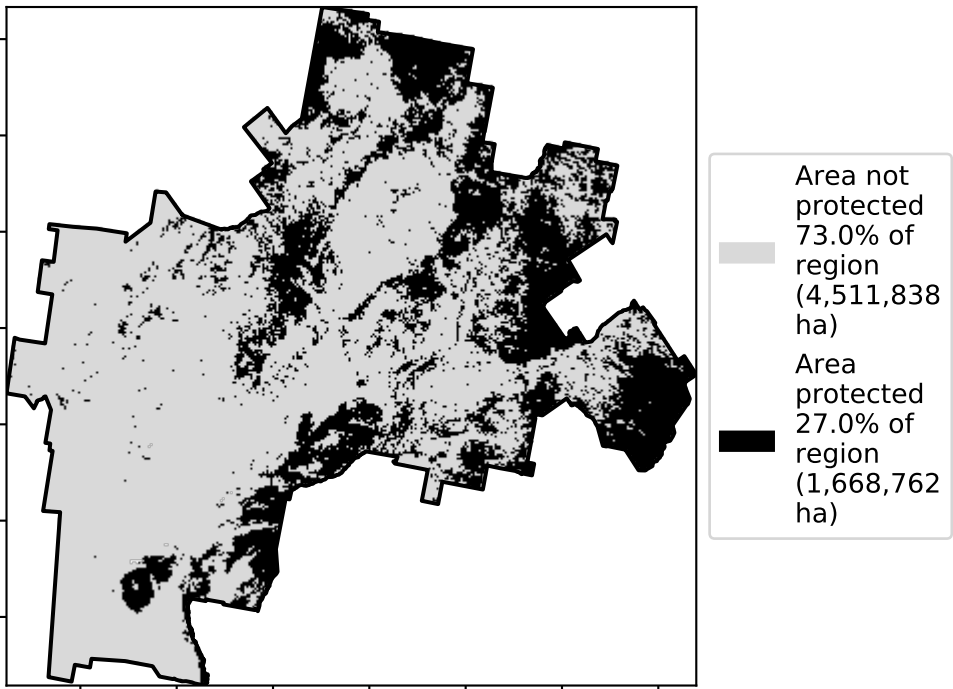 Area not
protected
73.0% of
region
(4,511,838
ha)
Area
protected
27.0% of
region
(1,668,762
ha)